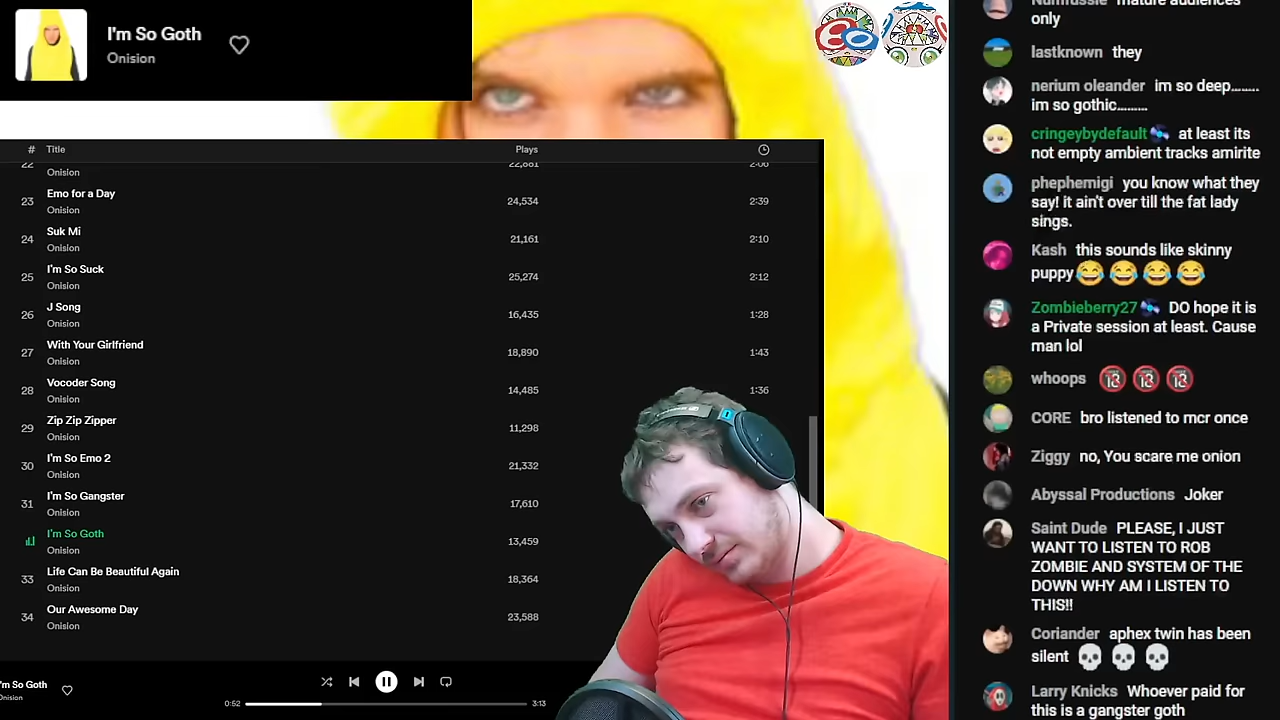 I'm So Goth
Onision
# Title Plays
22 22,881 2:06
Onision
23 Emo for a Day 24,534 2:39
Onision
24 Suk Mi 21,161 2:10
Onision
25 I'm So Suck 25,274 2:12
Onision
26 J Song 16,435 1:28
Onision
27 With Your Girlfriend 18,890 1:43
Onision
28 Vocoder Song 14,485 1:36
Onision
29 Zip Zip Zipper 11,298
Onision
30 I'm So Emo 2 21,332
Onision
31 I'm So Gangster 17,610
Onision
I'm So Goth 13,459
Onision
33 Life Can Be Beautiful Again 18,364
Onision
34 Our Awesome Day 23,588
Onision
I'm So Goth
Onision
0:52 3:13
mature audiences
only
lastknown they
nerium oleander im so deep........
im so gothic.........
cringeybydefault at least its
not empty ambient tracks amirite
phephernigi you know what they
say! it ain't over till the fat lady
sings.
Kash this sounds like skinny
puppy😂😂😂😂
Zombieberry27 DO hope it is
a Private session at least. Cause
man lol
whoops 🔞🔞🔞
CORE bro listened to mcr once
Ziggy no, You scare me onion
Abyssal Productions Joker
Saint Dude PLEASE, I JUST
WANT TO LISTEN TO ROB
ZOMBIE AND SYSTEM OF THE
DOWN WHY AM I LISTEN TO
THIS!!
Coriander aphex twin has been
silent 💀💀💀
Larry Knicks Whoever paid for
this is a gangster goth